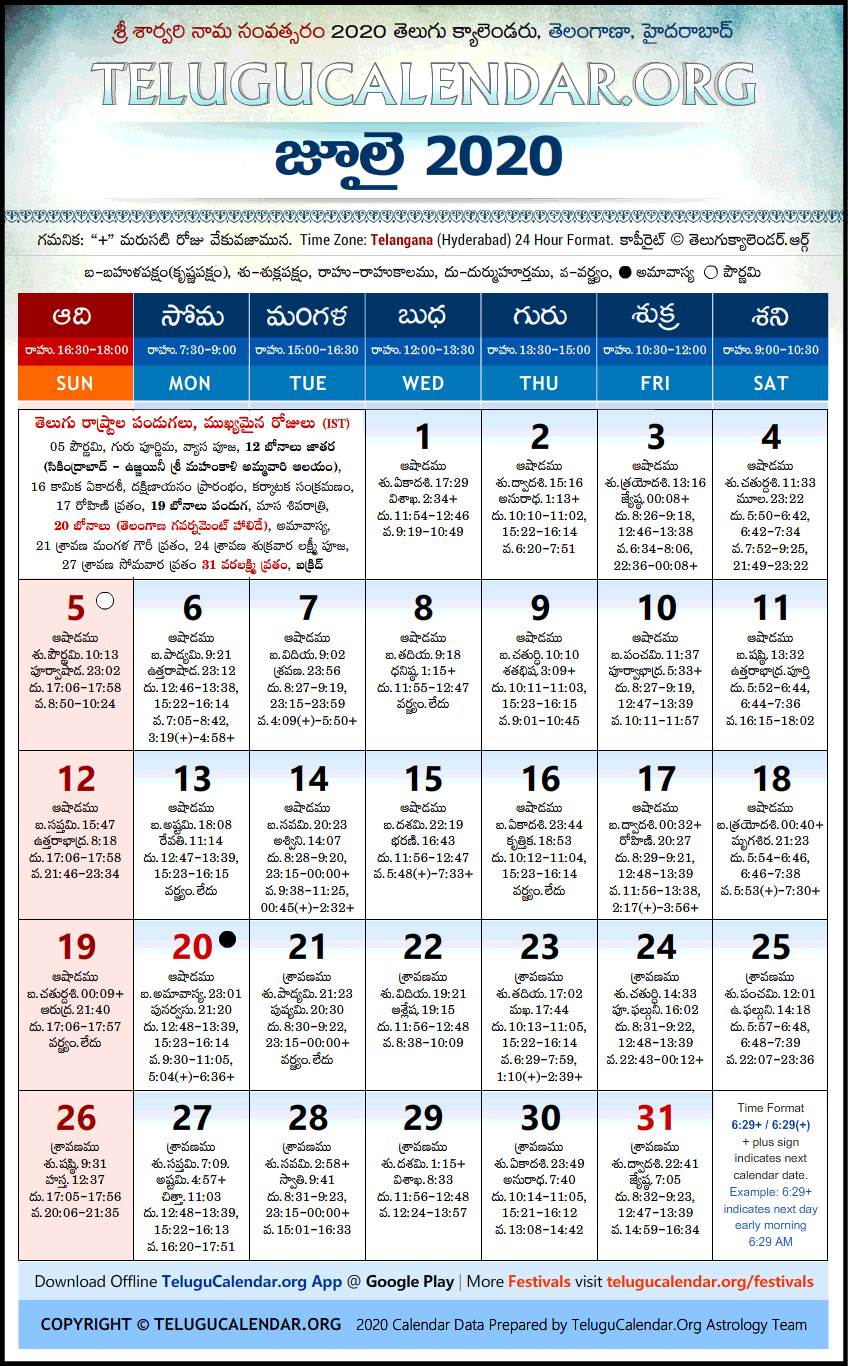 శ్రీ శార్వరి నామ సంవత్సరం 2020 తెలుగు క్యాలెండరు, తెలంగాణా, హైదరాబాద్
TELUGUCALENDAR.ORG
జూలై 2020
గమనిక: “+” మరుసటి రోజు వేకువజామున. Time Zone: Telangana (Hyderabad) 24 Hour Format. కాపీరైట్ © తెలుగుక్యాలెండర్.ఆర్గ్
బ-బహుళపక్షం(కృష్ణపక్షం), శు-శుక్లపక్షం, రాహు-రాహుకాలము, దు-దుర్ముహూర్తము, వ-వర్జ్యం, ● అమావాస్య ○ పౌర్ణమి
ఆది సోమ మంగళ బుధ గురు శుక్ర శని
రాహు.16:30-18:00 రాహు.7:30-9:00 రాహు.15:00-16:30 రాహు.12:00-13:30 రాహు.13:30-15:00 రాహు.10:30-12:00 రాహు.9:00-10:30
SUN MON TUE WED THU FRI SAT
తెలుగు రాష్ట్రాల పండుగలు, ముఖ్యమైన రోజులు (IST)
05 పౌర్ణమి, గురు పూర్ణిమ, వ్యాస పూజ, 12 బోనాలు జాతర
(సికింద్రాబాద్ - ఉజ్జయినీ శ్రీ మహంకాళి అమ్మవారి ఆలయం),
16 కామిక ఏకాదశీ, దక్షిణాయనం ప్రారంభం, కర్కాటక సంక్రమణం,
17 రోహిణి వ్రతం, 19 బోనాలు పండుగ, మాస శివరాత్రి,
20 బోనాలు (తెలంగాణ గవర్నమెంట్ హాలిడే), అమావాస్య,
21 శ్రావణ మంగళ గౌరీ వ్రతం, 24 శ్రావణ శుక్రవార లక్ష్మీ పూజ,
27 శ్రావణ సోమవార వ్రతం 31 వరలక్ష్మి వ్రతం, బక్రీద్
1
ఆషాడము
శు.ఏకాదశి.17:29
విశాఖ.2:34+
దు.11:54-12:46
వ.9:19-10:49
2
ఆషాడము
శు.ద్వాదశి.15:16
అనురాధ.1:13+
దు.10:10-11:02,
15:22-16:14
వ.6:20-7:51
3
ఆషాడము
శు.త్రయోదశి.13:16
జ్యేష్ఠ.00:08+
దు.8:26-9:18,
12:46-13:38
వ.6:34-8:06,
22:36-00:08+
4
ఆషాడము
శు.చతుర్దశి.11:33
మూల.23:22
దు.5:50-6:42,
6:42-7:34
వ.7:52-9:25,
21:49-23:22
5
ఆషాడము
శు.పౌర్ణమి.10:13
పూర్వాషాడ.23:02
దు.17:06-17:58
వ.8:50-10:24
6
ఆషాడము
బ.పాడ్యమి.9:21
ఉత్తరాషాడ.23:12
దు.12:46-13:38,
15:22-16:14
వ.7:05-8:42,
3:19(+)-4:58+
7
ఆషాడము
బ.విదియ.9:02
శ్రవణ.23:56
దు.8:27-9:19,
23:15-23:59
వ.4:09(+)-5:50+
8
ఆషాడము
బ.తదియ.9:18
ధనిష్ఠ.1:15+
దు.11:55-12:47
వర్జ్యం.లేదు
9
ఆషాడము
బ.చతుర్ధి.10:10
శతభిష.3:09+
దు.10:11-11:03,
15:23-16:15
వ.9:01-10:45
10
ఆషాడము
బ.పంచమి.11:37
పూర్వాభాద్ర.5:33+
దు.8:27-9:19,
12:47-13:39
వ.10:11-11:57
11
ఆషాడము
బ.షష్ఠి.13:32
ఉత్తరాభాద్ర.పూర్తి
దు.5:52-6:44,
6:44-7:36
వ.16:15-18:02
12
ఆషాడము
బ.సప్తమి.15:47
ఉత్తరాభాద్ర.8:18
దు.17:06-17:58
వ.21:46-23:34
13
ఆషాడము
బ.అష్టమి.18:08
రేవతి.11:14
దు.12:47-13:39,
15:23-16:15
వర్జ్యం.లేదు
14
ఆషాడము
బ.నవమి.20:23
అశ్విని.14:07
దు.8:28-9:20,
23:15-00:00+
వ.9:38-11:25,
00:45(+)-2:32+
15
ఆషాడము
బ.దశమి.22:19
భరణి.16:43
దు.11:56-12:47
వ.5:48(+)-7:33+
16
ఆషాడము
బ.ఏకాదశి.23:44
కృత్తిక.18:53
దు.10:12-11:04,
15:23-16:14
వర్జ్యం.లేదు
17
ఆషాడము
బ.ద్వాదశి.00:32+
రోహిణి.20:27
దు.8:29-9:21,
12:48-13:39
వ.11:56-13:38,
2:17(+)-3:56+
18
ఆషాడము
బ.త్రయోదశి.00:40+
మృగశిర.21:23
దు.5:54-6:46,
6:46-7:38
వ.5:53(+)-7:30+
19
ఆషాడము
బ.చతుర్దశి.00:09+
ఆరుద్ర.21:40
దు.17:06-17:57
వర్జ్యం.లేదు
20
ఆషాడము
బ.అమావాస్య.23:01
పునర్వసు.21:20
దు.12:48-13:39,
15:23-16:14
వ.9:30-11:05,
5:04(+)-6:36+
21
శ్రావణము
శు.పాడ్యమి.21:23
పుష్యమి.20:30
దు.8:30-9:22,
23:15-00:00+
వర్జ్యం.లేదు
22
శ్రావణము
శు.విదియ.19:21
ఆశ్లేష.19:15
దు.11:56-12:48
వ.8:38-10:09
23
శ్రావణము
శు.తదియ.17:02
మఖ.17:44
దు.10:13-11:05,
15:22-16:14
వ.6:29-7:59,
1:10(+)-2:39+
24
శ్రావణము
శు.చతుర్ధి.14:33
పూ.ఫల్గుని.16:02
దు.8:31-9:22,
12:48-13:39
వ.22:43-00:12+
25
శ్రావణము
శు.పంచమి.12:01
ఉ.ఫల్గుని.14:18
దు.5:57-6:48,
6:48-7:39
వ.22:07-23:36
26
శ్రావణము
శు.షష్ఠి.9:31
హస్త.12:37
దు.17:05-17:56
వ.20:06-21:35
27
శ్రావణము
శు.సప్తమి.7:09.
అష్టమి.4:57+
చిత్తా.11:03
దు.12:48-13:39,
15:22-16:13
వ.16:20-17:51
28
శ్రావణము
శు.నవమి.2:58+
స్వాతి.9:41
దు.8:31-9:23,
23:15-00:00+
వ.15:01-16:33
29
శ్రావణము
శు.దశమి.1:15+
విశాఖ.8:33
దు.11:56-12:48
వ.12:24-13:57
30
శ్రావణము
శు.ఏకాదశి.23:49
అనురాధ.7:40
దు.10:14-11:05,
15:21-16:12
వ.13:08-14:42
31
శ్రావణము
శు.ద్వాదశి.22:41
జ్యేష్ఠ.7:05
దు.8:32-9:23,
12:47-13:39
వ.14:59-16:34
Time Format
6:29+ / 6:29(+)
+ plus sign
indicates next
calendar date.
Example: 6:29+
indicates next day
early morning
6:29 AM
Download Offline TeluguCalendar.org App @ Google Play | More Festivals visit telugucalendar.org/festivals
COPYRIGHT © TELUGUCALENDAR.ORG 2020 Calendar Data Prepared by TeluguCalendar.Org Astrology Team